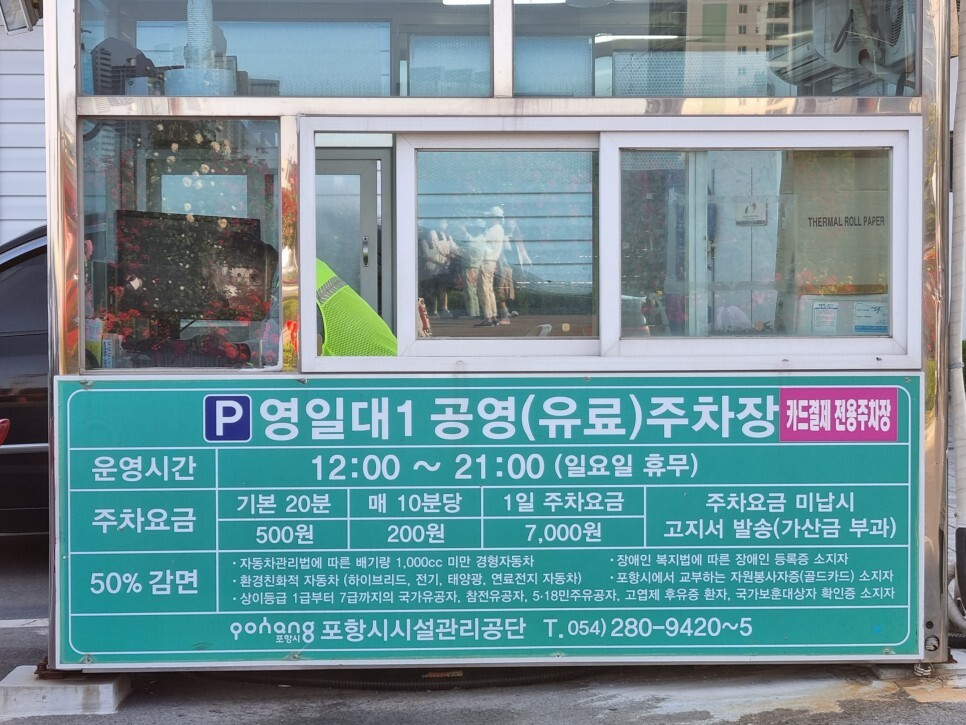 THERMAL ROLL PAPER
P 영일대1 공영(유료)주차장 카드결제 전용주차장
운영시간 12:00 ~ 21:00 (일요일 휴무)
주차요금 기본 20분 매 10분당 1일 주차요금 주차요금 미납시
500원 200원 7,000원 고지서 발송(가산금 부과)
50% 감면
· 자동차관리법에 따른 배기량 1,000cc 미만 경형자동차 · 장애인 복지법에 따른 장애인 등록증 소지자
· 환경친화적 자동차 (하이브리드, 전기, 태양광, 연료전지 자동차) · 포항시에서 교부하는 자원봉사자증(골드카드) 소지자
· 상이등급 1급부터 7급까지의 국가유공자, 참전유공자, 5·18민주유공자, 고엽제 후유증 환자, 국가보훈대상자 확인증 소지자
pohang 포항시 포항시시설관리공단 T. 054) 280-9420~5